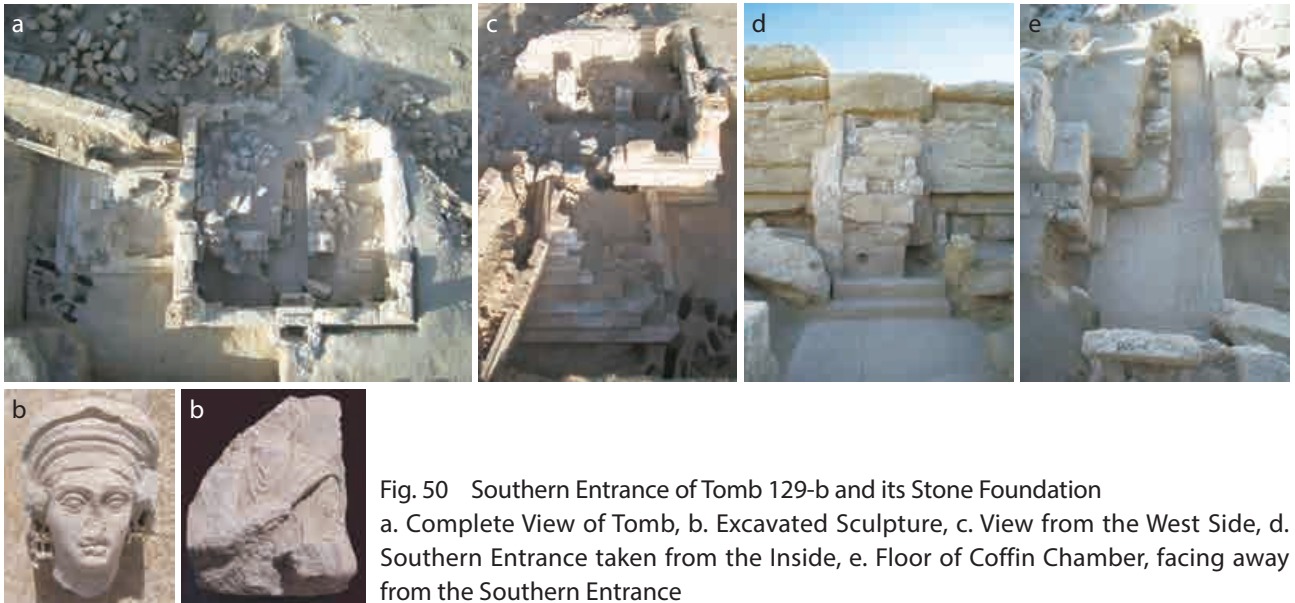 a
c
d
e
b
b
Fig. 50 Southern Entrance of Tomb 129-b and its Stone Foundation
a. Complete View of Tomb, b. Excavated Sculpture, c. View from the West Side, d.
Southern Entrance taken from the Inside, e. Floor of Coffin Chamber, facing away
from the Southern Entrance